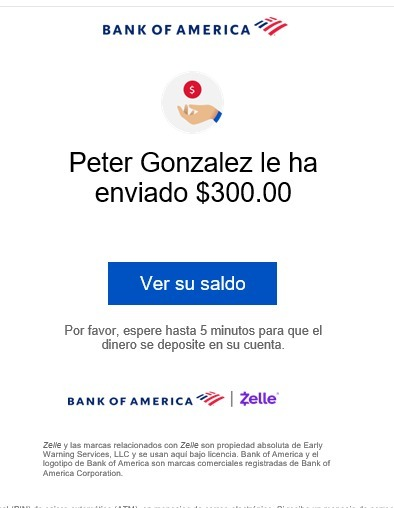 BANK OF AMERICA
$
Peter Gonzalez le ha
enviado $300.00
Ver su saldo
Por favor, espere hasta 5 minutos para que el
dinero se deposite en su cuenta.
BANK OF AMERICA | Zelle®
Zelle y las marcas relacionados con Zelle son propiedad absoluta de Early
Warning Services, LLC y se usan aquí bajo licencia. Bank of America y el
logotipo de Bank of America son marcas comerciales registradas de Bank of
America Corporation.